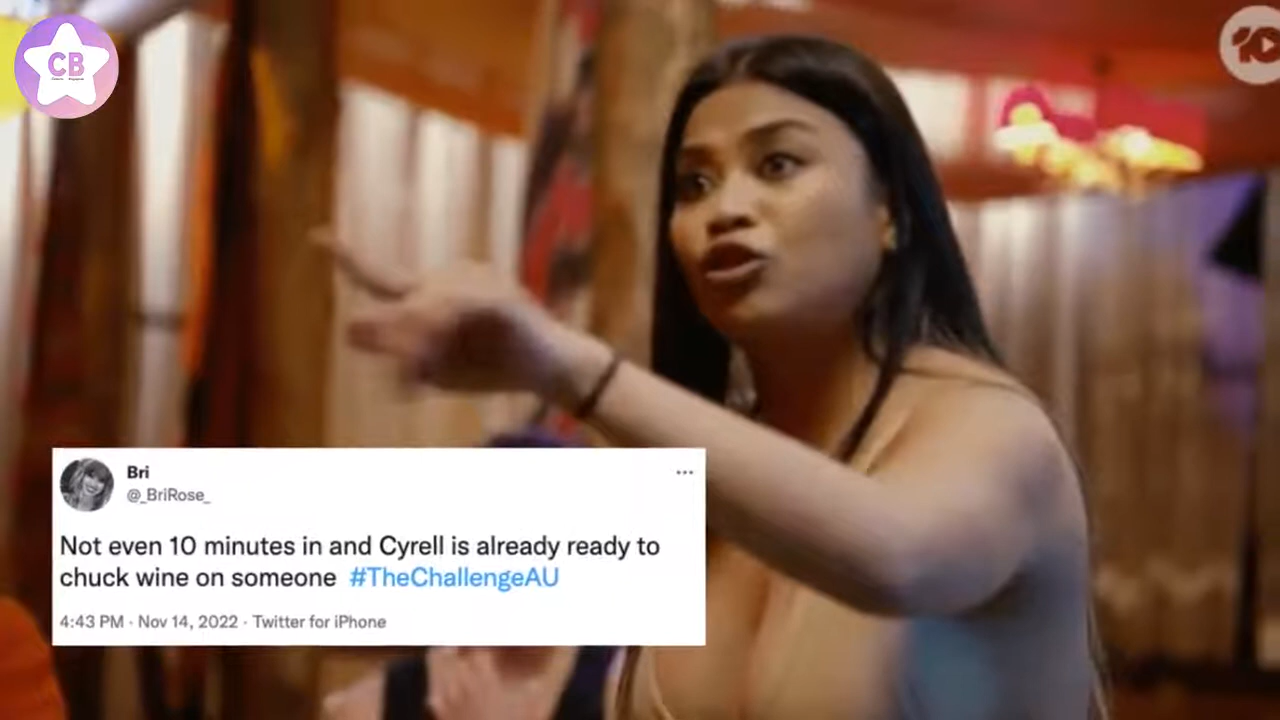 CB
10
Bri
@_BriRose_
Not even 10 minutes in and Cyrell is already ready to
chuck wine on someone #TheChallengeAU
4:43 PM · Nov 14, 2022 · Twitter for iPhone